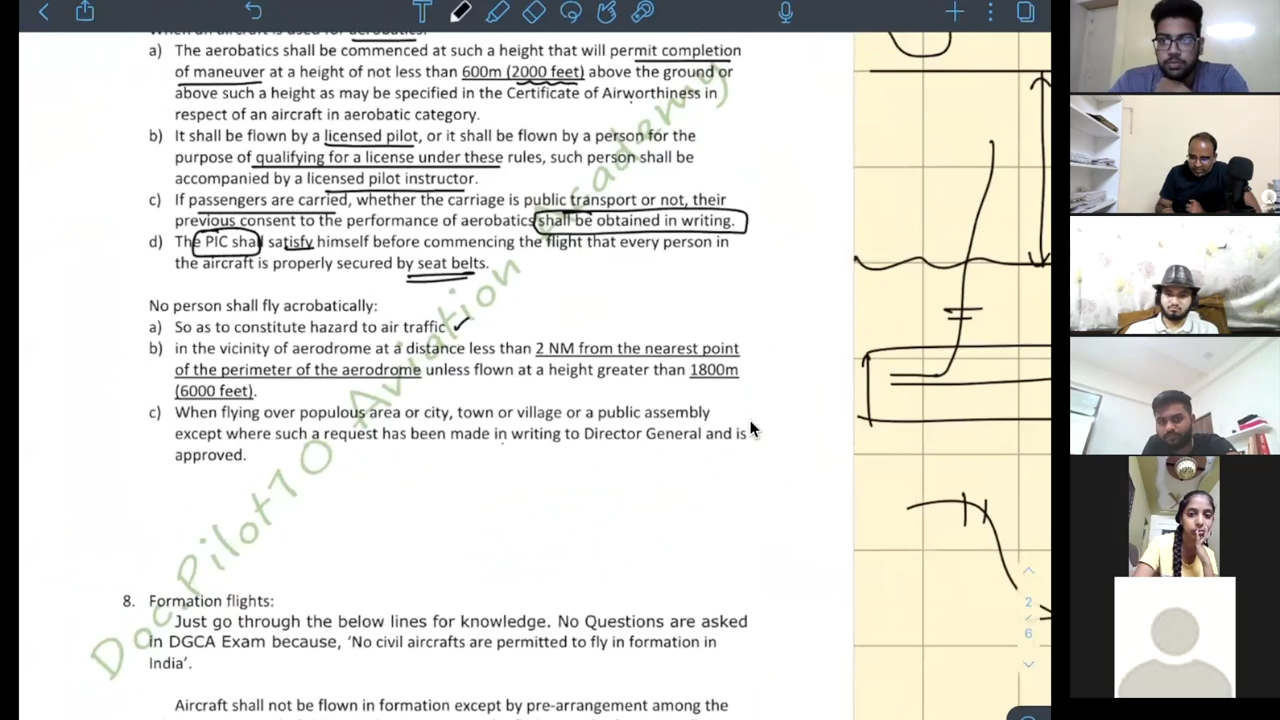 When an aircraft is used for aerobatics:
a) The aerobatics shall be commenced at such a height that will permit completion
of maneuver at a height of not less than 600m (2000 feet) above the ground or
above such a height as may be specified in the Certificate of Airworthiness in
respect of an aircraft in aerobatic category.
b) It shall be flown by a licensed pilot, or it shall be flown by a person for the
purpose of qualifying for a license under these rules, such person shall be
accompanied by a licensed pilot instructor.
c) If passengers are carried, whether the carriage is public transport or not, their
previous consent to the performance of aerobatics shall be obtained in writing.
d) The PIC shall satisfy himself before commencing the flight that every person in
the aircraft is properly secured by seat belts.
No person shall fly acrobatically:
a) So as to constitute hazard to air traffic
b) in the vicinity of aerodrome at a distance less than 2 NM from the nearest point
of the perimeter of the aerodrome unless flown at a height greater than 1800m
(6000 feet).
c) When flying over populous area or city, town or village or a public assembly
except where such a request has been made in writing to Director General and is
approved.
Doc.Pilot70 Aviation Academy
8. Formation flights:
Just go through the below lines for knowledge. No Questions are asked
in DGCA Exam because, ‘No civil aircrafts are permitted to fly in formation in
India’.
Aircraft shall not be flown in formation except by pre-arrangement among the
2
6